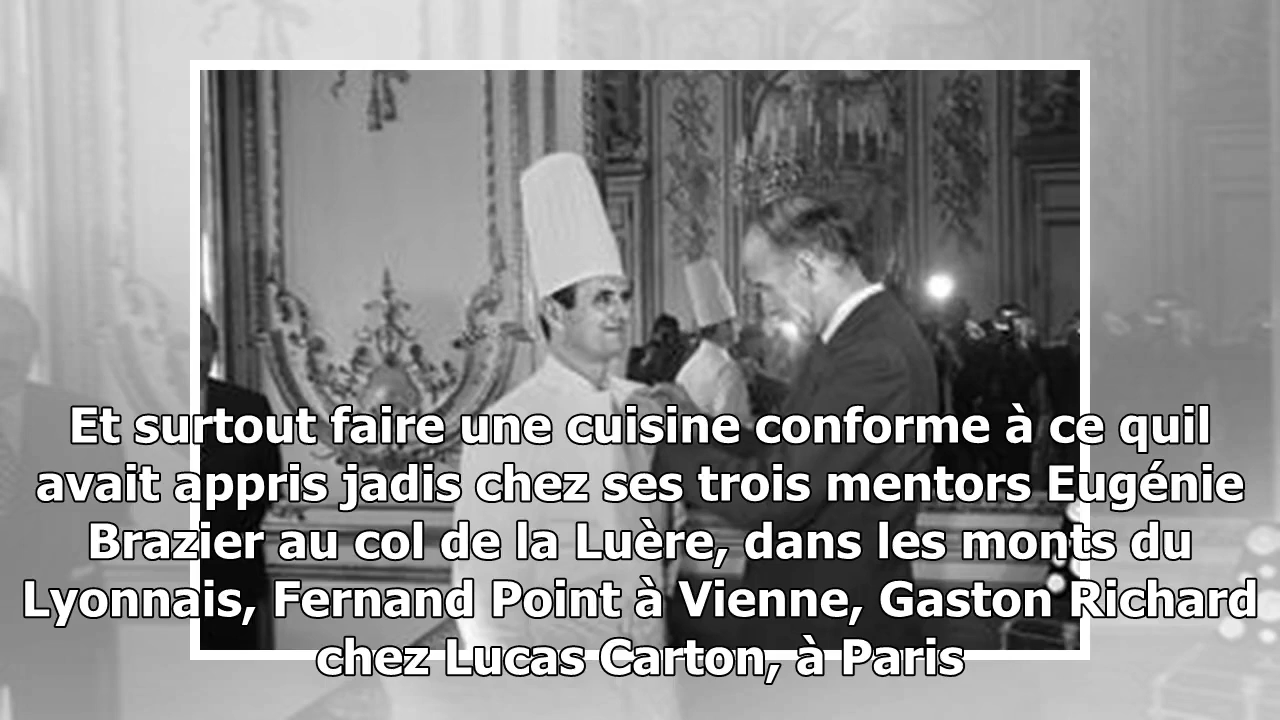 Et surtout faire une cuisine conforme à ce quil
avait appris jadis chez ses trois mentors Eugénie
Brazier au col de la Luère, dans les monts du
Lyonnais, Fernand Point à Vienne, Gaston Richard
chez Lucas Carton, à Paris